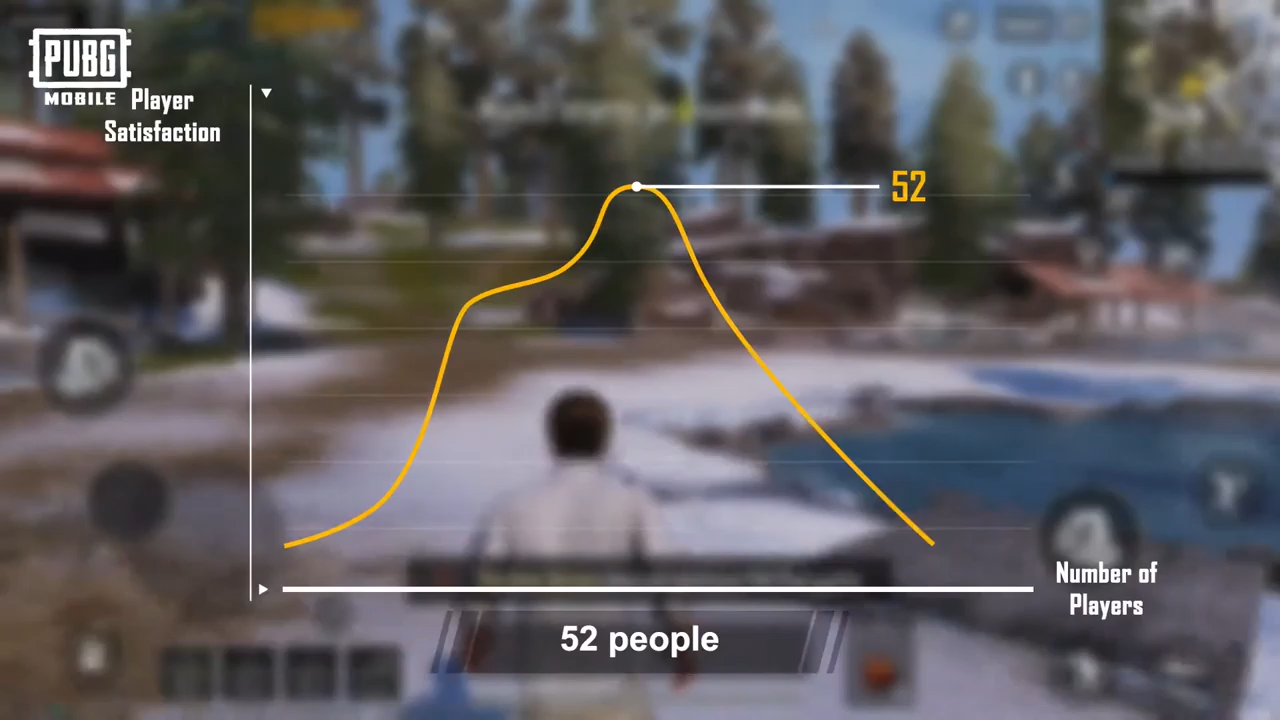 PUBG
MOBILE
Player
Satisfaction
52
Number of
Players
52 people